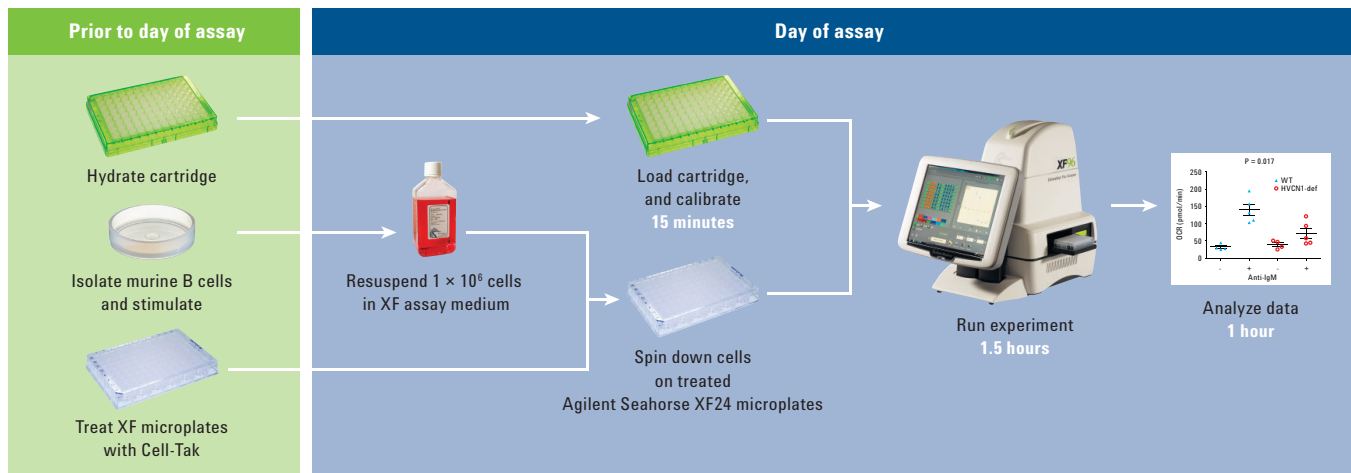 Prior to day of assay
Day of assay
Hydrate cartridge
Isolate murine B cells
and stimulate
Treat XF microplates
with Cell-Tak
Resuspend 1 × 10⁶ cells
in XF assay medium
Load cartridge,
and calibrate
15 minutes
Spin down cells
on treated
Agilent Seahorse XF24 microplates
XF96
Run experiment
1.5 hours
P = 0.017
WT
HVCN1-def
OCR (pmol/min)
250
200
150
100
50
0
- + - +
Anti-IgM
Analyze data
1 hour